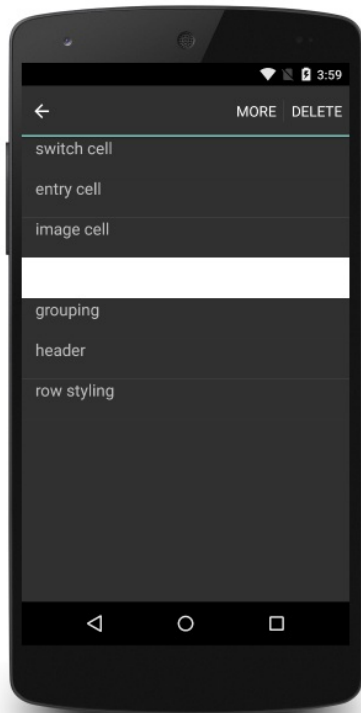 3:59
MORE DELETE
switch cell
entry cell
image cell
grouping
header
row styling